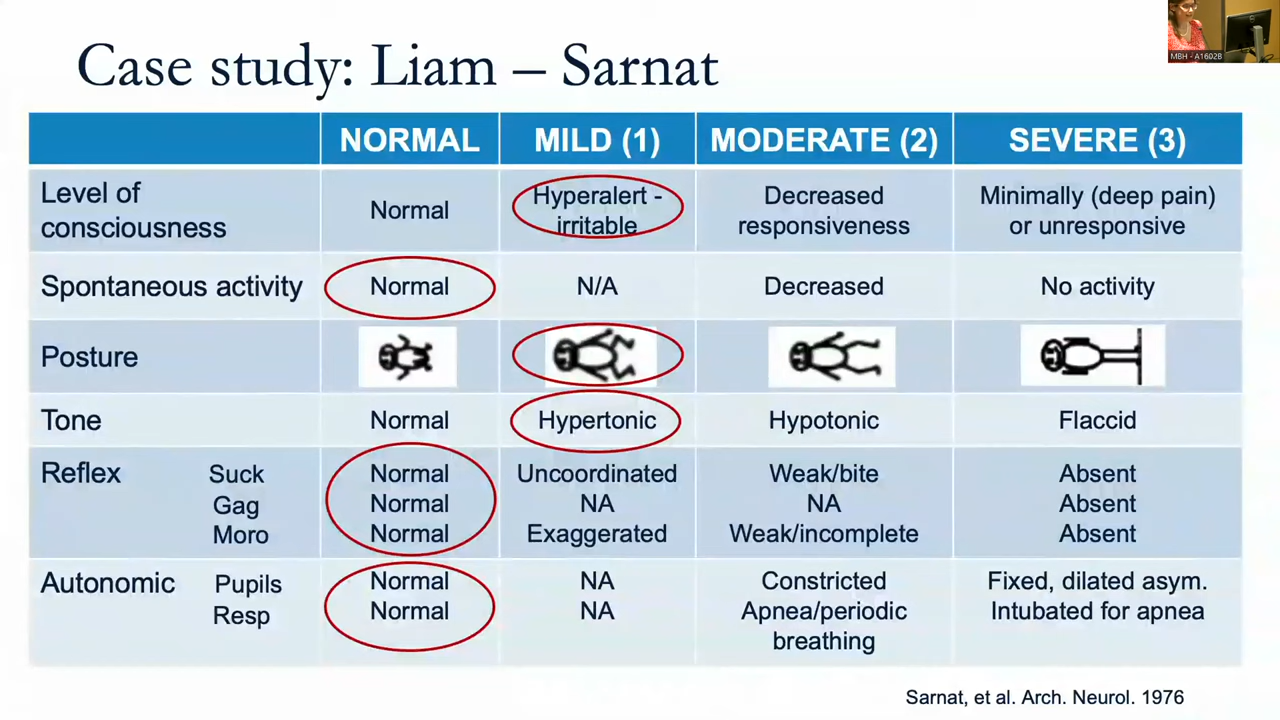 Case study: Liam – Sarnat
MBH - A1602B
NORMAL MILD (1) MODERATE (2) SEVERE (3)
Level of consciousness Normal Hyperalert - irritable Decreased responsiveness Minimally (deep pain) or unresponsive
Spontaneous activity Normal N/A Decreased No activity
Posture
Tone Normal Hypertonic Hypotonic Flaccid
Reflex Suck Normal Uncoordinated Weak/bite Absent
Gag Normal NA NA Absent
Moro Normal Exaggerated Weak/incomplete Absent
Autonomic Pupils Normal NA Constricted Fixed, dilated asym.
Resp Normal NA Apnea/periodic breathing Intubated for apnea
Sarnat, et al. Arch. Neurol. 1976